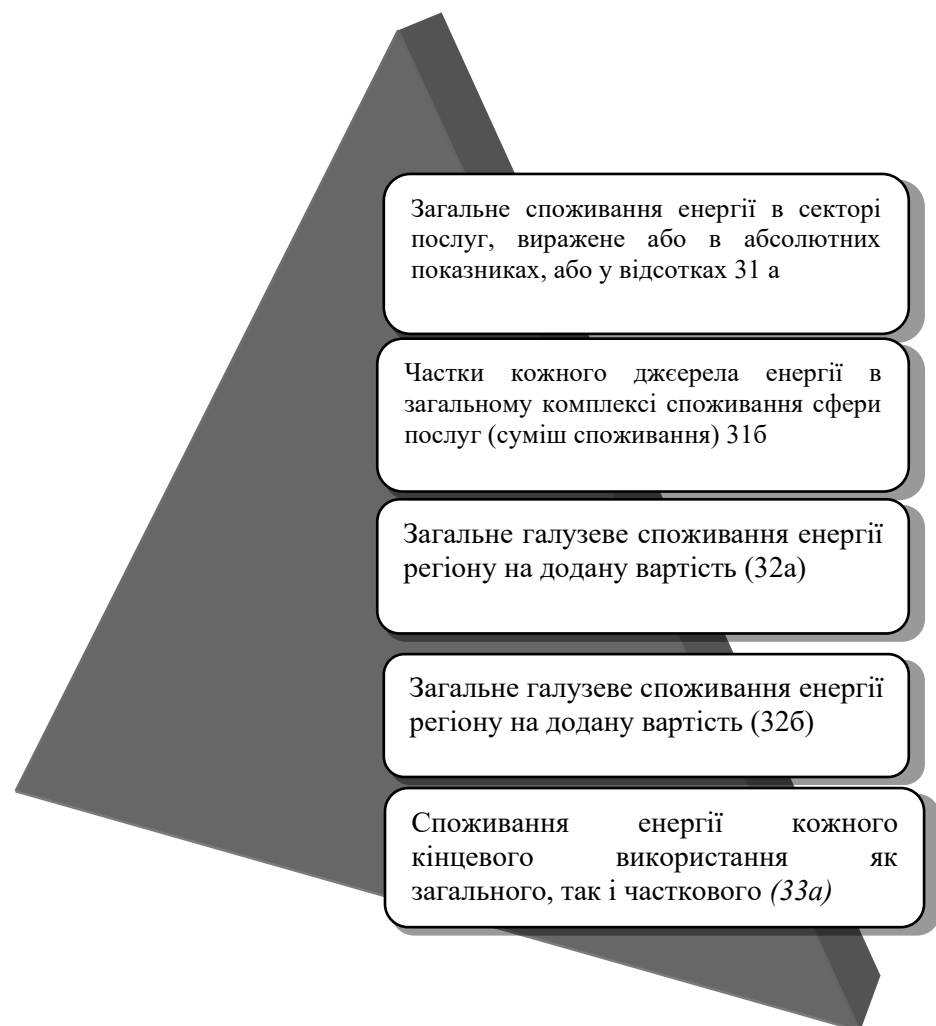 Загальне споживання енергії в секторі
послуг, виражене або в абсолютних
показниках, або у відсотках 31 а
Частки кожного джєерела енергії в
загальному комплексі споживання сфери
послуг (суміш споживання) 31б
Загальне галузеве споживання енергії
регіону на додану вартість (32а)
Загальне галузеве споживання енергії
регіону на додану вартість (32б)
Споживання енергії кожного
кінцевого використання як
загального, так і часткового (33а)